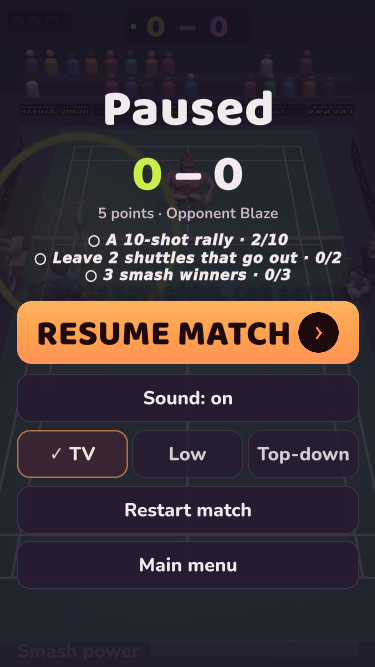 0 – 0
Paused
0 – 0
5 points · Opponent Blaze
A 10-shot rally · 2/10
Leave 2 shuttles that go out · 0/2
3 smash winners · 0/3
RESUME MATCH ›
Sound: on
✓ TV Low Top-down
Restart match
Main menu
Smash power